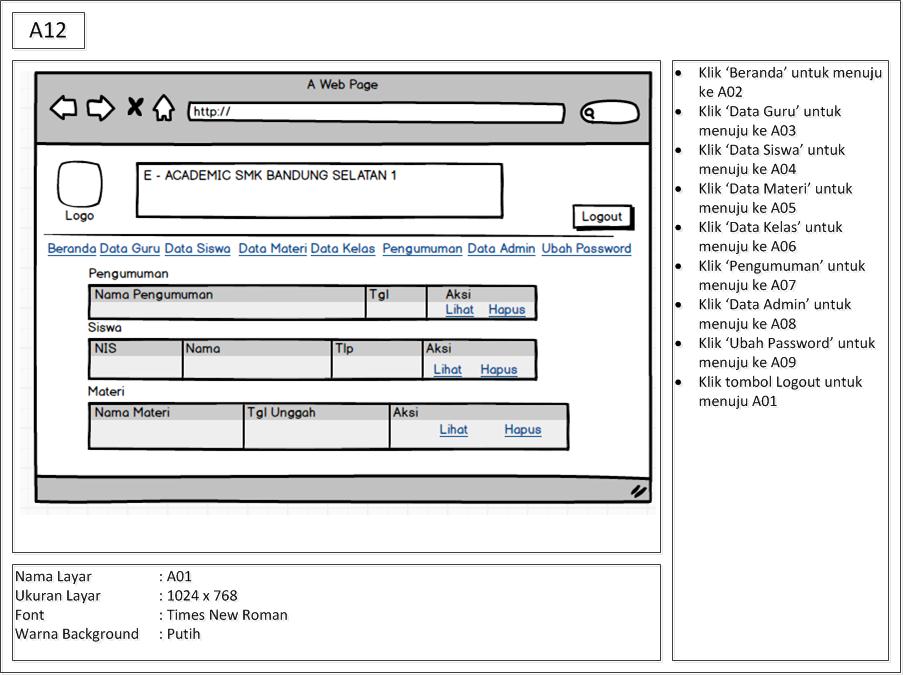 A12
A Web Page
http://
E - ACADEMIC SMK BANDUNG SELATAN 1
Logo
Logout
Beranda Data Guru Data Siswa Data Materi Data Kelas Pengumuman Data Admin Ubah Password
Pengumuman
Nama Pengumuman Tgl Aksi
Lihat Hapus
Siswa
NIS Nama Tlp Aksi
Lihat Hapus
Materi
Nama Materi Tgl Unggah Aksi
Lihat Hapus
• Klik ‘Beranda’ untuk menuju
ke A02
• Klik ‘Data Guru’ untuk
menuju ke A03
• Klik ‘Data Siswa’ untuk
menuju ke A04
• Klik ‘Data Materi’ untuk
menuju ke A05
• Klik ‘Data Kelas’ untuk
menuju ke A06
• Klik ‘Pengumuman’ untuk
menuju ke A07
• Klik ‘Data Admin’ untuk
menuju ke A08
• Klik ‘Ubah Password’ untuk
menuju ke A09
• Klik tombol Logout untuk
menuju A01
Nama Layar : A01
Ukuran Layar : 1024 x 768
Font : Times New Roman
Warna Background : Putih